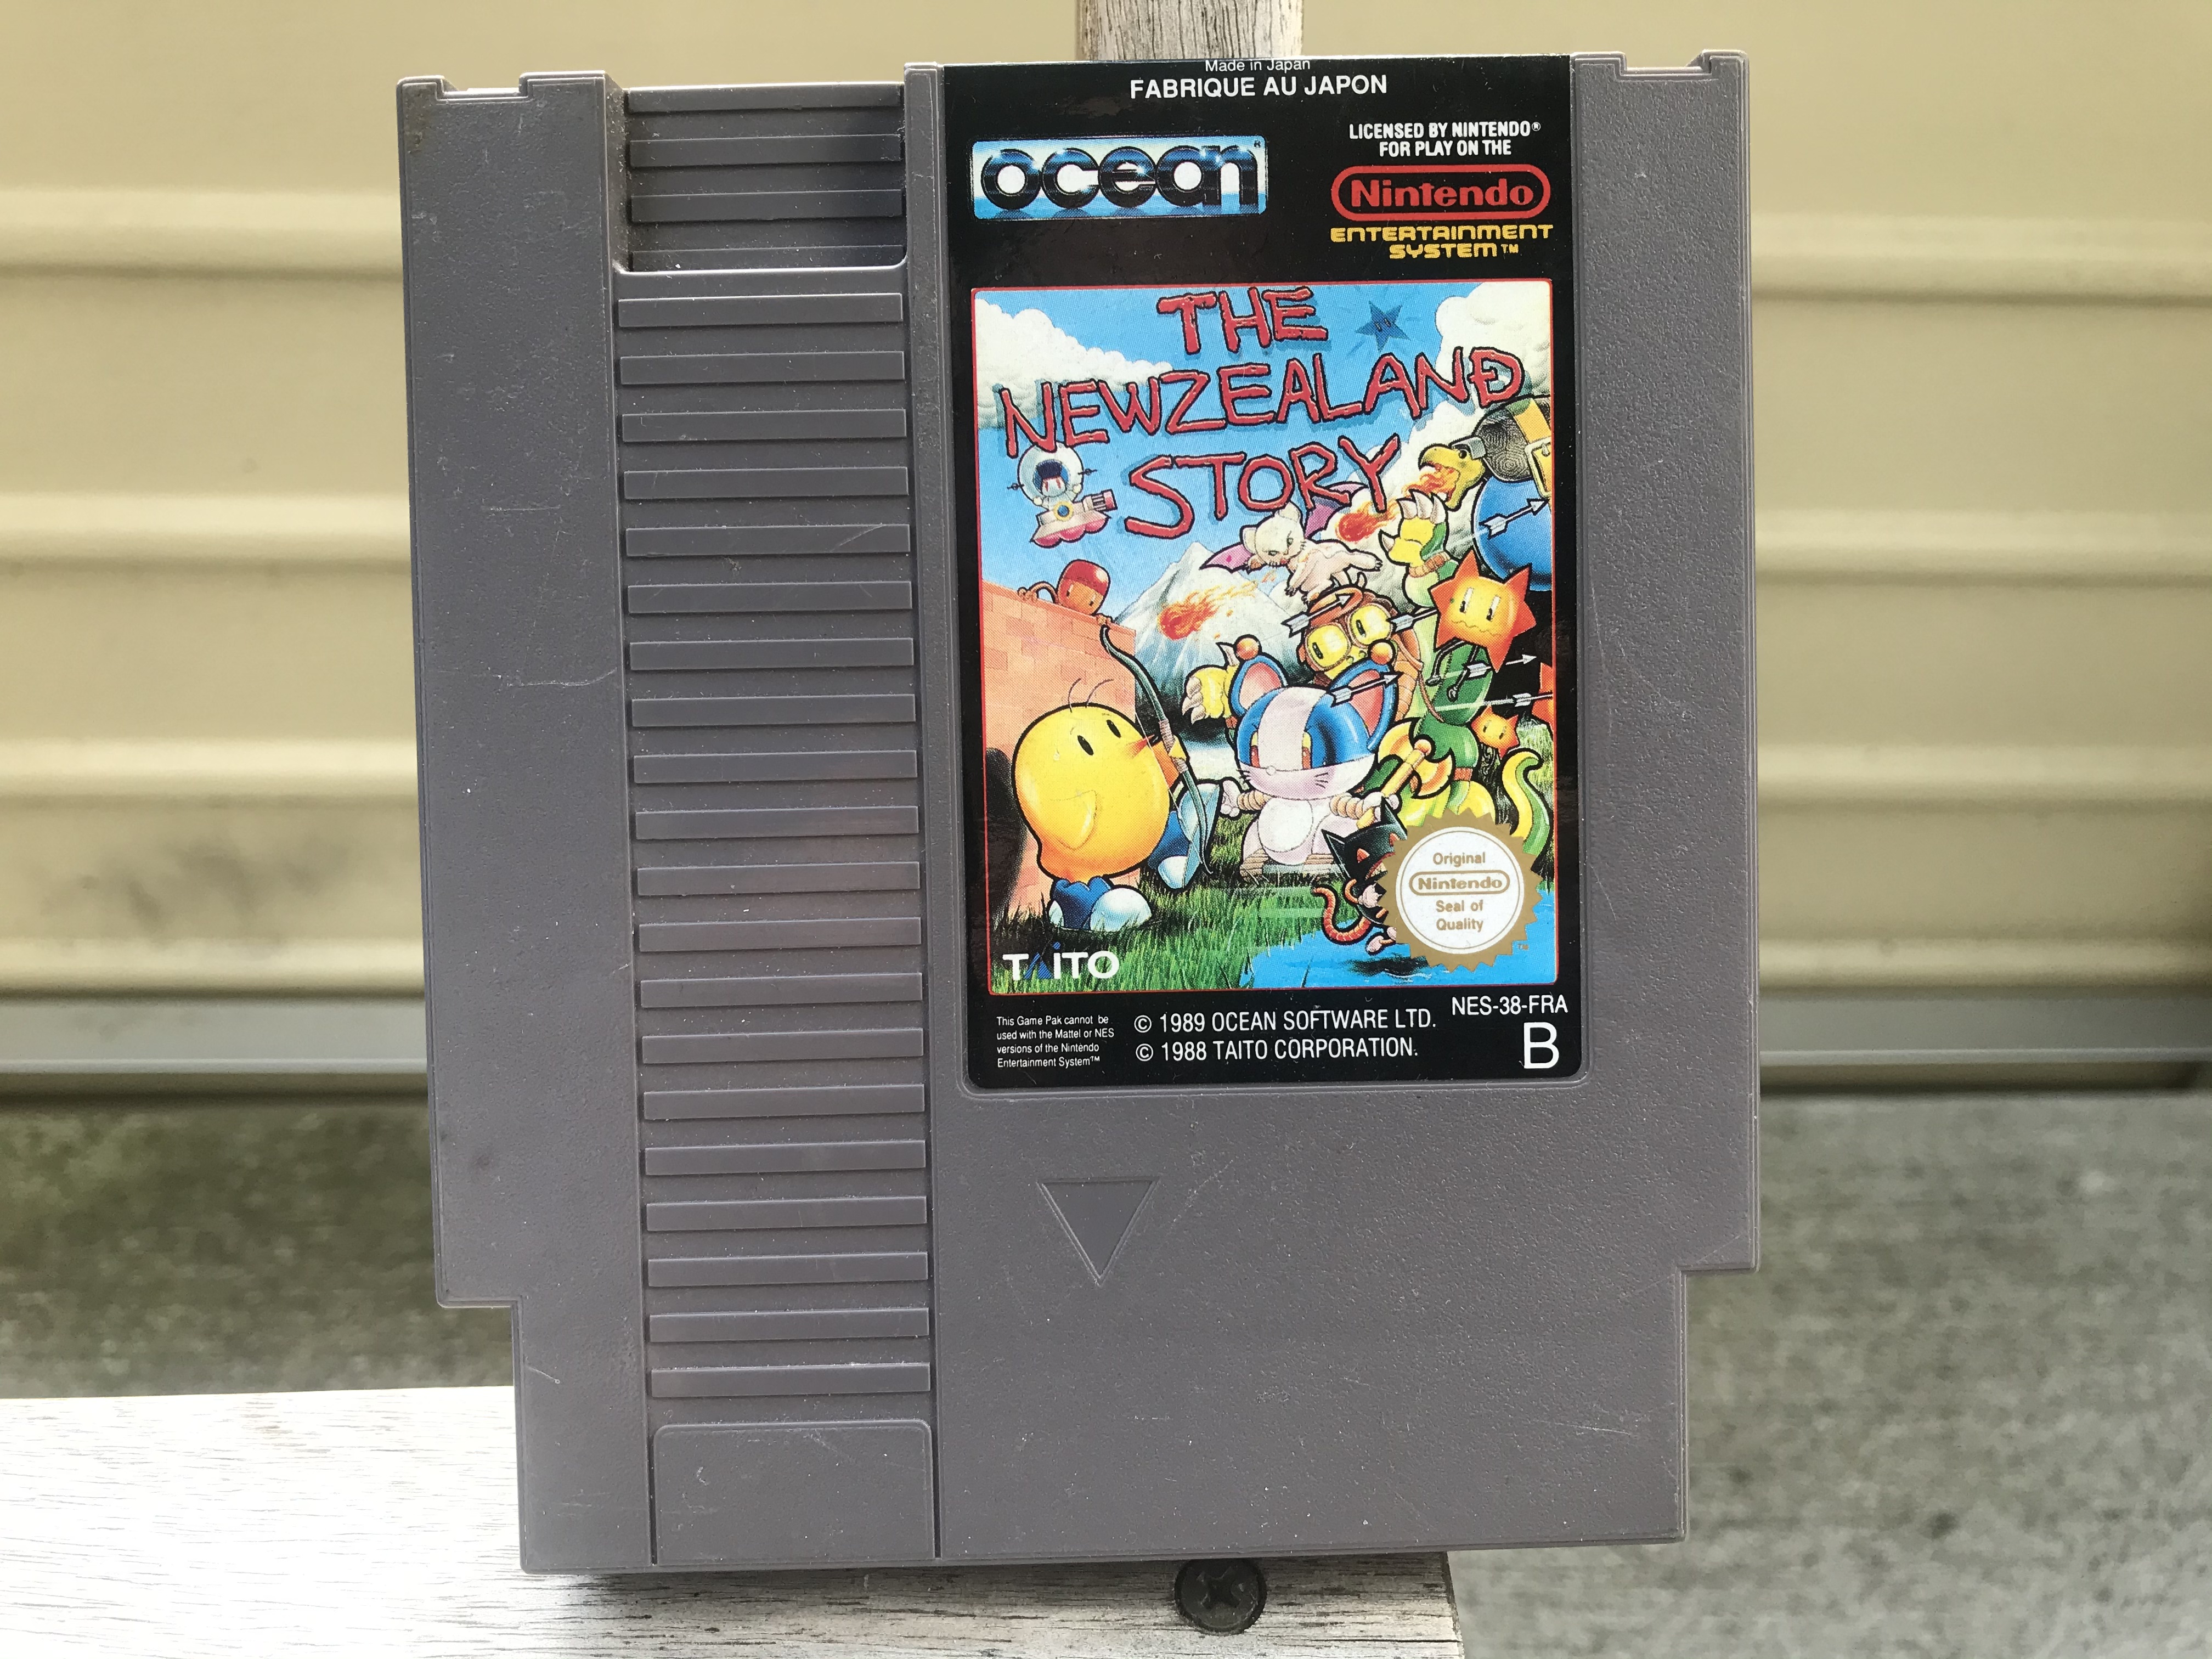 Made in Japan
FABRIQUE AU JAPON
ocean®
LICENSED BY NINTENDO®
FOR PLAY ON THE
Nintendo
ENTERTAINMENT
SYSTEM™
THE
NEWZEALAND
STORY
Original
Nintendo
Seal of
Quality
TM
TAITO
This Game Pak cannot be
used with the Mattel or NES
versions of the Nintendo
Entertainment System™
© 1989 OCEAN SOFTWARE LTD.
© 1988 TAITO CORPORATION.
NES-38-FRA
B